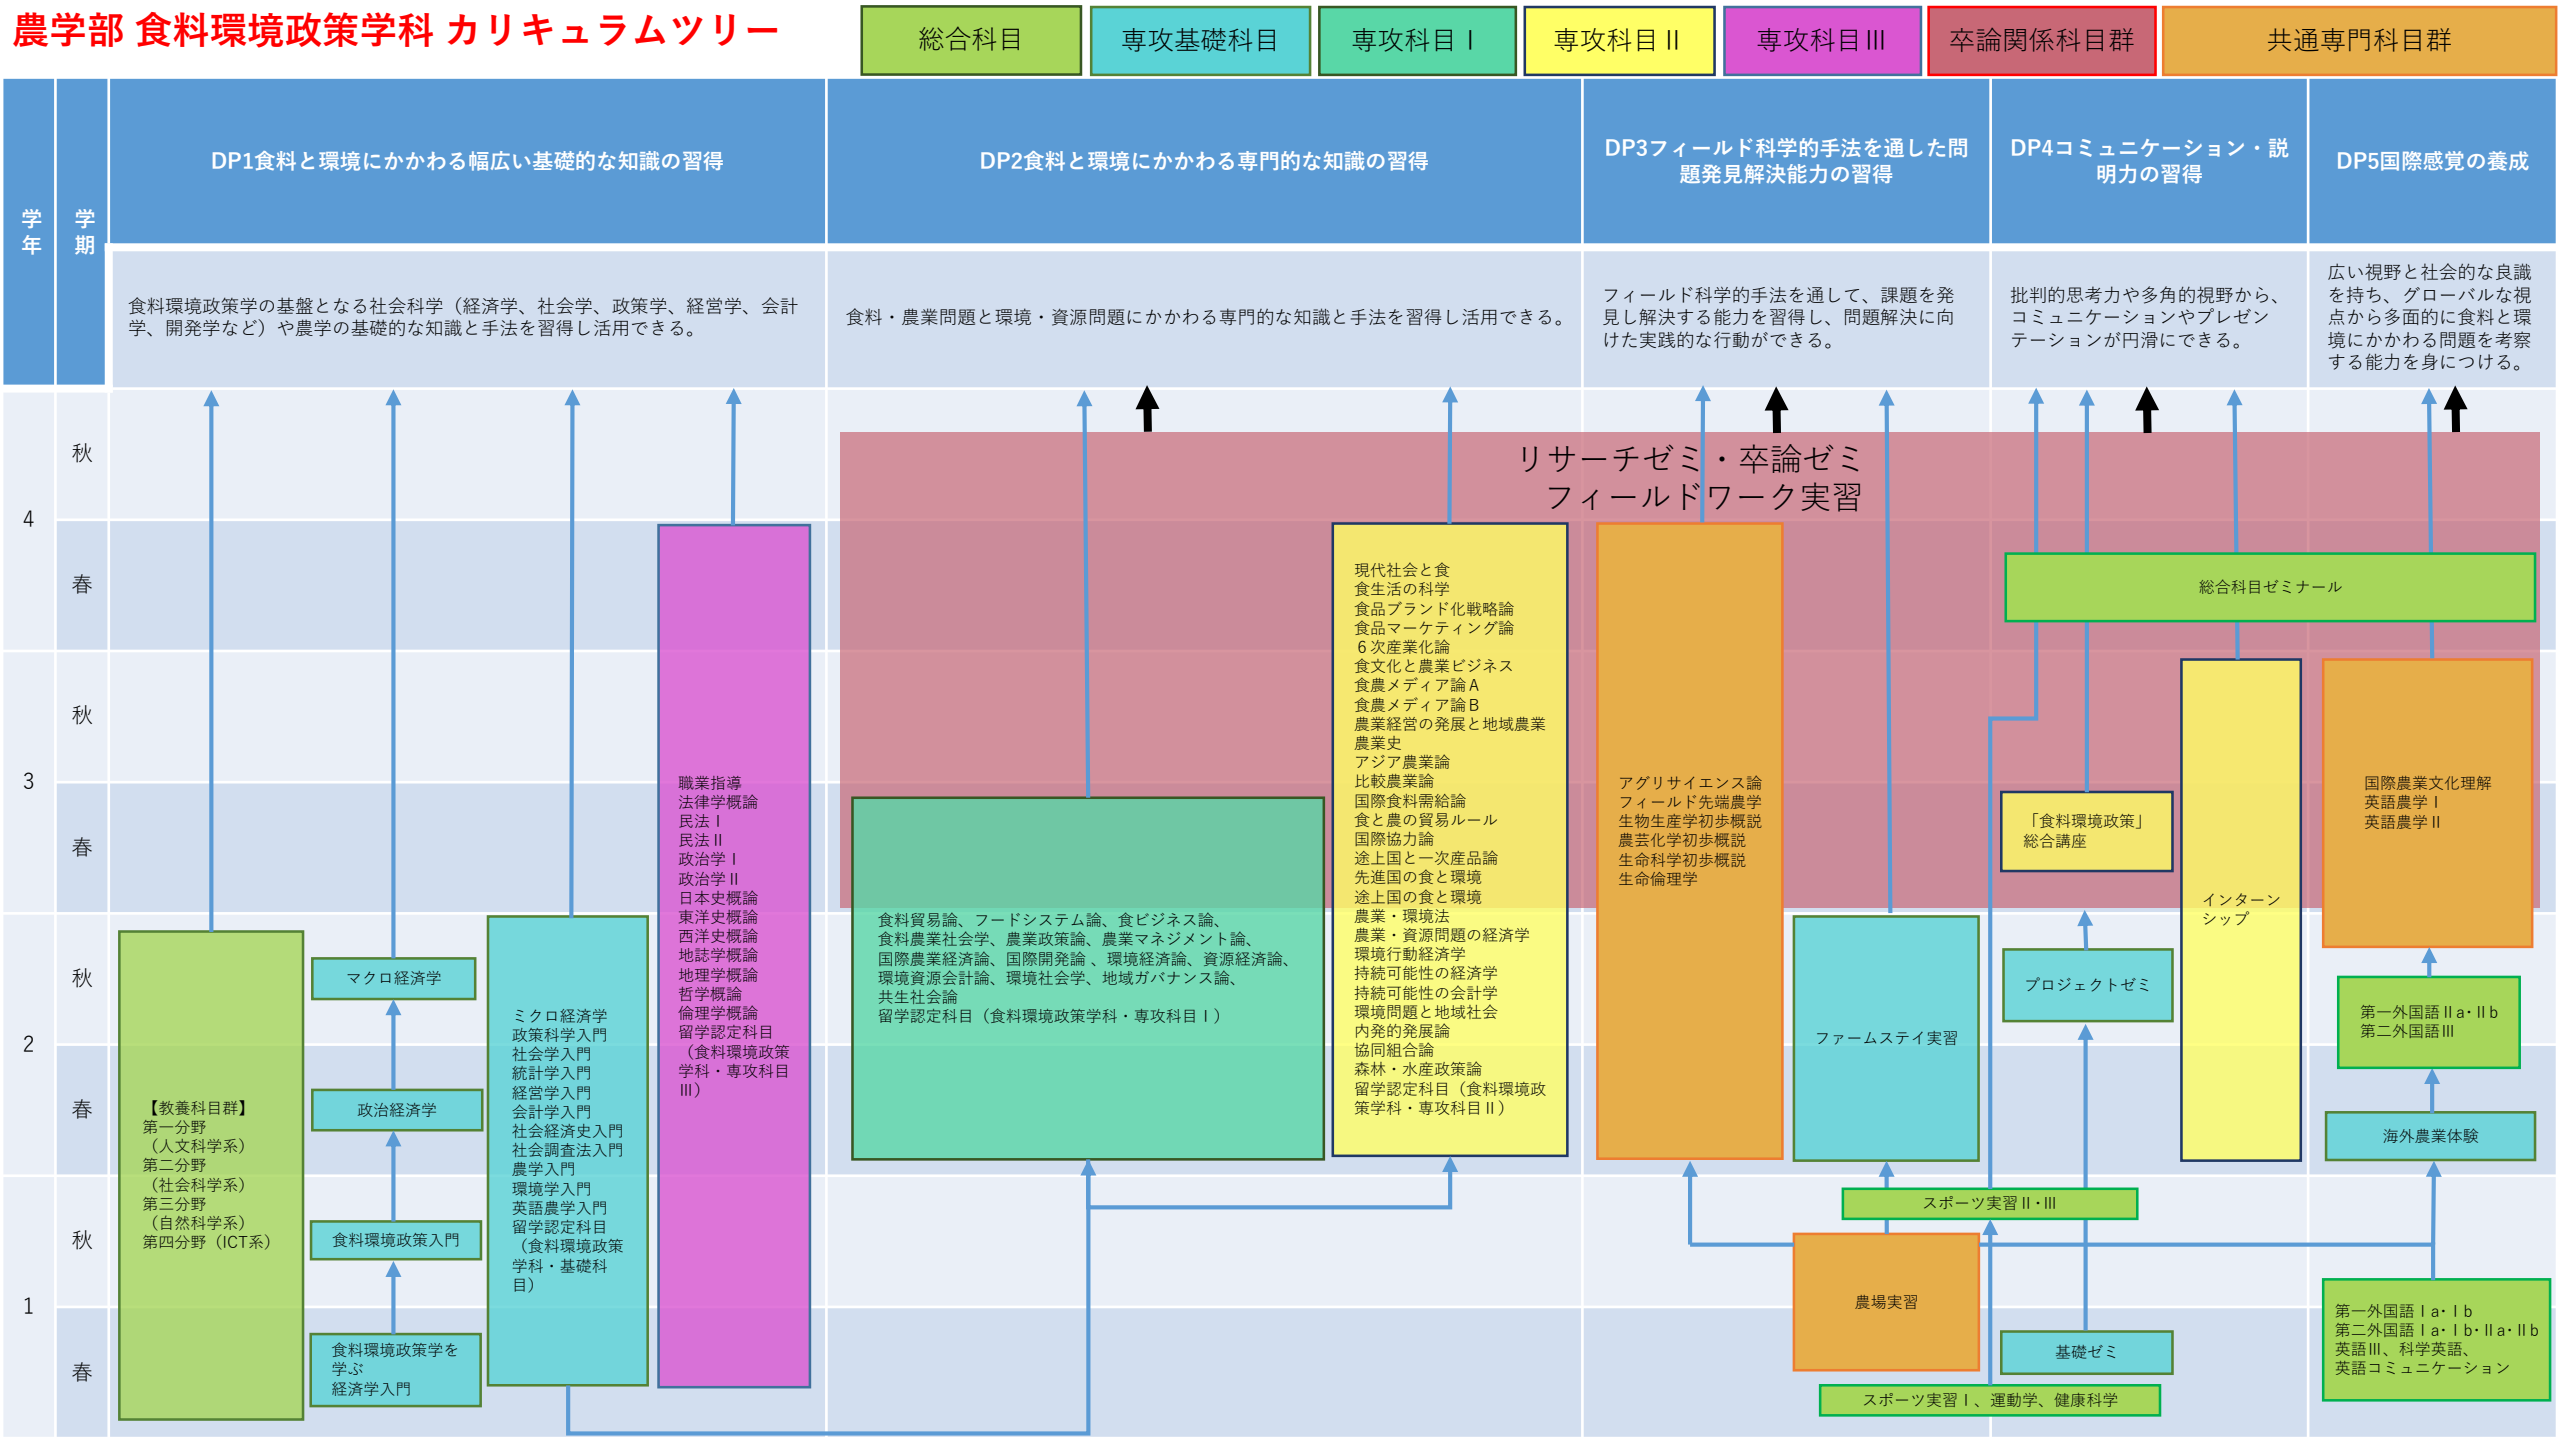 農学部 食料環境政策学科 カリキュラムツリー
総合科目
専攻基礎科目
専攻科目Ⅰ
専攻科目Ⅱ
専攻科目Ⅲ
卒論関係科目群
共通専門科目群
学年
学期
DP1食料と環境にかかわる幅広い基礎的な知識の習得
DP2食料と環境にかかわる専門的な知識の習得
DP3フィールド科学的手法を通した問
題発見解決能力の習得
DP4コミュニケーション・説
明力の習得
DP5国際感覚の養成
食料環境政策学の基盤となる社会科学（経済学、社会学、政策学、経営学、会計
学、開発学など）や農学の基礎的な知識と手法を習得し活用できる。
食料・農業問題と環境・資源問題にかかわる専門的な知識と手法を習得し活用できる。
フィールド科学的手法を通して、課題を発
見し解決する能力を習得し、問題解決に向
けた実践的な行動ができる。
批判的思考力や多角的視野から、
コミュニケーションやプレゼン
テーションが円滑にできる。
広い視野と社会的な良識
を持ち、グローバルな視
点から多面的に食料と環
境にかかわる問題を考察
する能力を身につける。
4
秋
春
3
秋
春
2
秋
春
1
秋
春
【教養科目群】
第一分野
（人文科学系）
第二分野
（社会科学系）
第三分野
（自然科学系）
第四分野（ICT系）
マクロ経済学
政治経済学
食料環境政策入門
食料環境政策学を
学ぶ
経済学入門
ミクロ経済学
政策科学入門
社会学入門
統計学入門
経営学入門
会計学入門
社会経済史入門
社会調査法入門
農学入門
環境学入門
英語農学入門
留学認定科目
（食料環境政策
学科・基礎科
目）
職業指導
法律学概論
民法Ⅰ
民法Ⅱ
政治学Ⅰ
政治学Ⅱ
日本史概論
東洋史概論
西洋史概論
地誌学概論
地理学概論
哲学概論
倫理学概論
留学認定科目
（食料環境政策
学科・専攻科目
Ⅲ）
リサーチゼミ・卒論ゼミ
フィールドワーク実習
食料貿易論、フードシステム論、食ビジネス論、
食料農業社会学、農業政策論、農業マネジメント論、
国際農業経済論、国際開発論 、環境経済論、資源経済論、
環境資源会計論、環境社会学、地域ガバナンス論、
共生社会論
留学認定科目（食料環境政策学科・専攻科目Ⅰ）
現代社会と食
食生活の科学
食品ブランド化戦略論
食品マーケティング論
６次産業化論
食文化と農業ビジネス
食農メディア論Ａ
食農メディア論Ｂ
農業経営の発展と地域農業
農業史
アジア農業論
比較農業論
国際食料需給論
食と農の貿易ルール
国際協力論
途上国と一次産品論
先進国の食と環境
途上国の食と環境
農業・環境法
農業・資源問題の経済学
環境行動経済学
持続可能性の経済学
持続可能性の会計学
環境問題と地域社会
内発的発展論
協同組合論
森林・水産政策論
留学認定科目（食料環境政
策学科・専攻科目Ⅱ）
アグリサイエンス論
フィールド先端農学
生物生産学初歩概説
農芸化学初歩概説
生命科学初歩概説
生命倫理学
ファームステイ実習
農場実習
スポーツ実習Ⅱ･Ⅲ
スポーツ実習Ⅰ、運動学、健康科学
総合科目ゼミナール
「食料環境政策」
総合講座
プロジェクトゼミ
基礎ゼミ
インターン
シップ
国際農業文化理解
英語農学Ⅰ
英語農学Ⅱ
第一外国語Ⅱa･Ⅱb
第二外国語Ⅲ
海外農業体験
第一外国語Ⅰa･Ⅰb
第二外国語Ⅰa･Ⅰb･Ⅱa･Ⅱb
英語Ⅲ、科学英語、
英語コミュニケーション